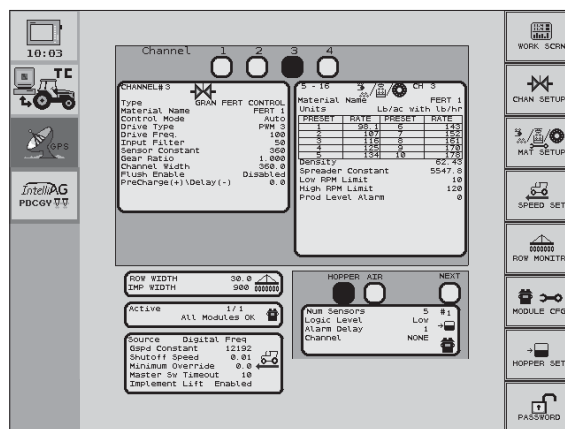 10:03
TC
GPS
IntelliAG
PDCGY
Channel 1 2 3 4
CHANNEL# 3
Type GRAN FERT CONTROL
Material Name FERT 1
Control Mode Auto
Drive Type PWM 3
Drive Freq. 100
Input Filter 50
Sensor Constant 360
Gear Ratio 1.000
Channel Width 360.0
Flush Enable Disabled
PreCharge(+)\Delay(-) 0.0
5 - 16 CH 3
Material Name FERT 1
Units Lb/ac with lb/hr
PRESET RATE PRESET RATE
1 98.1 6 143
2 107 7 152
3 116 8 161
4 125 9 170
5 134 10 178
Density 62.43
Spreader Constant 5547.8
Low RPM Limit 10
High RPM Limit 120
Prod Level Alarm 0
ROW WIDTH 30.0
IMP WIDTH 900
Active 1/1
All Modules OK
Source Digital Freq
Gspd Constant 12192
Shutoff Speed 0.01
Minimum Override 0.0
Master Sw Timeout 10
Implement Lift Enabled
HOPPER AIR NEXT
Num Sensors 5 #1
Logic Level Low
Alarm Delay 1
Channel NONE
WORK SCRN
CHAN SETUP
MAT SETUP
SPEED SET
ROW MONITR
MODULE CFG
HOPPER SET
PASSWORD